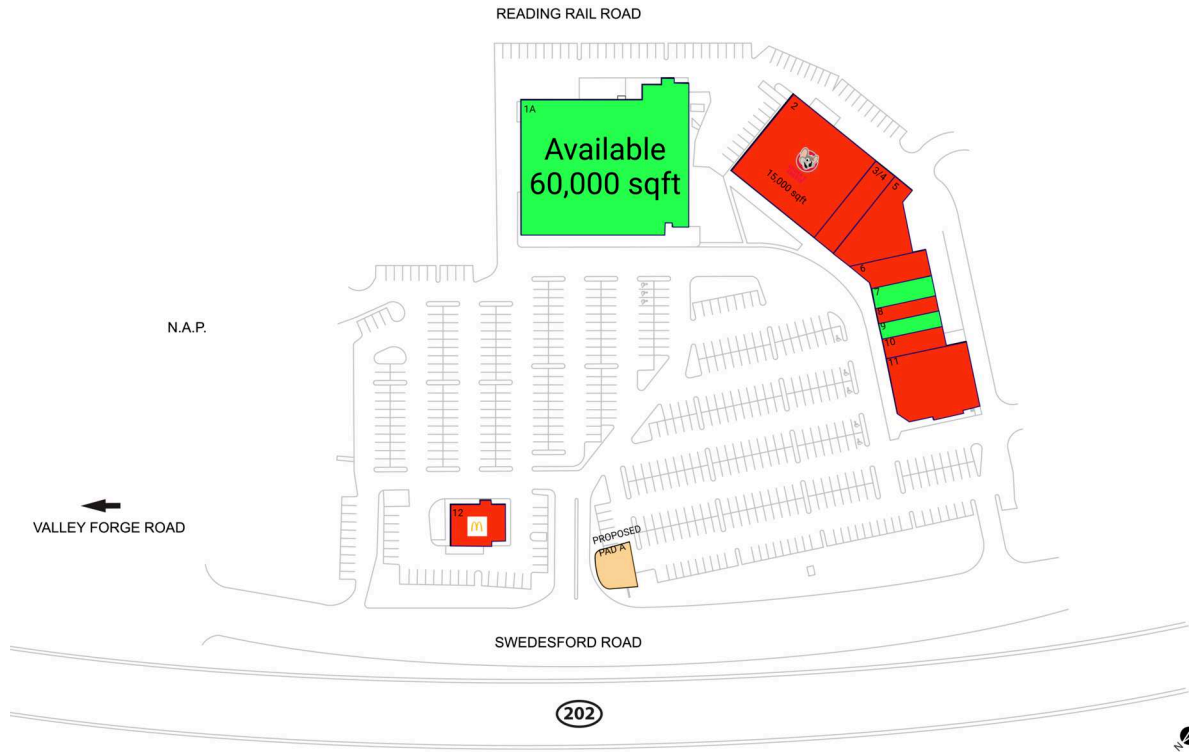 READING RAIL ROAD
1A
Available
60,000 sqft
2
15,000 sqft
3/4
5
6
7
8
9
10
11
N.A.P.
VALLEY FORGE ROAD
12
PROPOSED
PAD A
SWEDESFORD ROAD
202
N